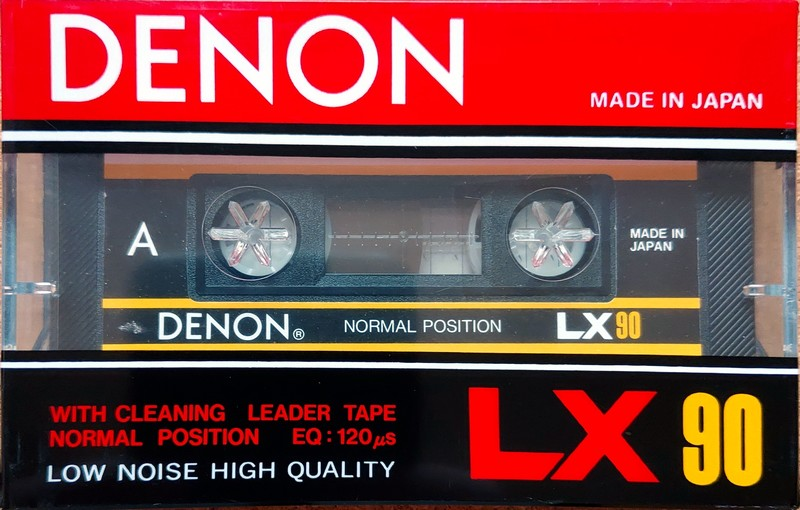 DENON
MADE IN JAPAN
A
MADE IN
JAPAN
DENON® NORMAL POSITION LX90
WITH CLEANING LEADER TAPE
NORMAL POSITION EQ: 120μs
LOW NOISE HIGH QUALITY
LX 90